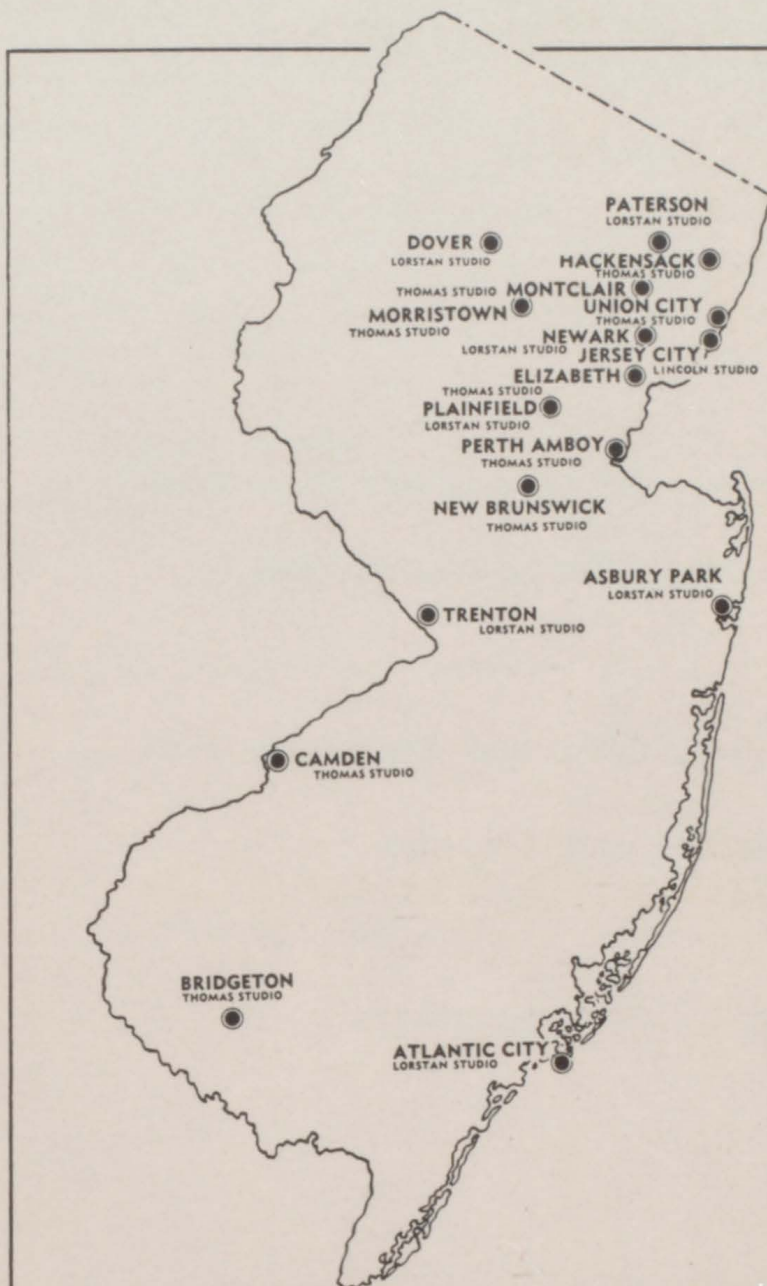 PATERSON
LORSTAN STUDIO
DOVER
LORSTAN STUDIO
HACKENSACK
THOMAS STUDIO
THOMAS STUDIO
MONTCLAIR
MORRISTOWN
THOMAS STUDIO
UNION CITY
THOMAS STUDIO
NEWARK
LORSTAN STUDIO
JERSEY CITY
LINCOLN STUDIO
ELIZABETH
THOMAS STUDIO
PLAINFIELD
LORSTAN STUDIO
PERTH AMBOY
THOMAS STUDIO
NEW BRUNSWICK
THOMAS STUDIO
ASBURY PARK
LORSTAN STUDIO
TRENTON
LORSTAN STUDIO
CAMDEN
THOMAS STUDIO
BRIDGETON
THOMAS STUDIO
ATLANTIC CITY
LORSTAN STUDIO